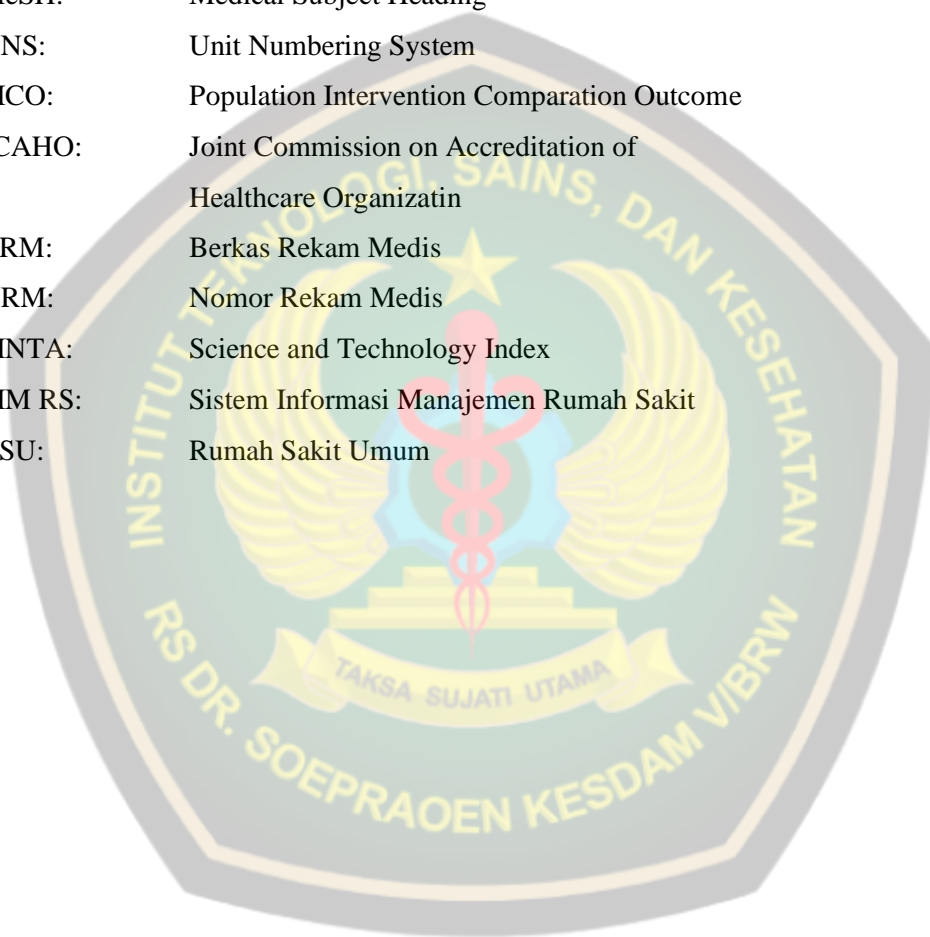 eSH: Medical Subject Heading
NS: Unit Numbering System
ICO: Population Intervention Comparation Outcome
CAHO: Joint Commission on Accreditation of
Healthcare Organizatin
RM: Berkas Rekam Medis
RM: Nomor Rekam Medis
INTA: Science and Technology Index
IM RS: Sistem Informasi Manajemen Rumah Sakit
SU: Rumah Sakit Umum
INSTITUT TEKNOLOGI, SAINS, DAN KESEHATAN
TAKSA SUJATI UTAMA
RS DR. SOEPRAOEN KESDAM V/BRW